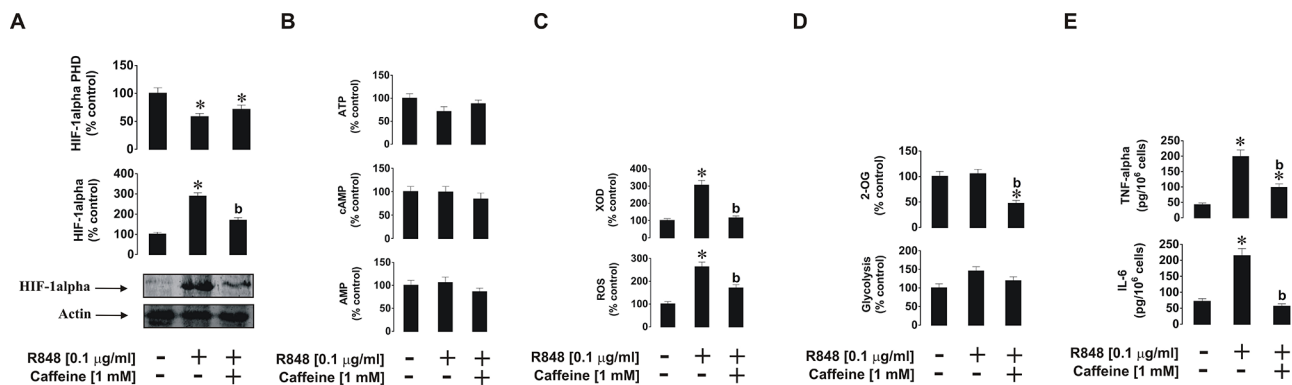 A
HIF-1alpha PHD
(% control)
150
100
50
0
*
*
HIF-1alpha
(% control)
400
300
200
100
0
*
b
HIF-1alpha
Actin
R848 [0.1 µg/ml] - + +
Caffeine [1 mM] - - +
B
ATP
(% control)
150
100
50
0
cAMP
(% control)
150
100
50
0
AMP
(% control)
150
100
50
0
R848 [0.1 µg/ml] - + +
Caffeine [1 mM] - - +
C
XOD
(% control)
400
300
200
100
0
*
b
ROS
(% control)
300
200
100
0
*
b
R848 [0.1 µg/ml] - + +
Caffeine [1 mM] - - +
D
2-OG
(% control)
150
100
50
0
b
*
Glycolysis
(% control)
200
150
100
50
0
R848 [0.1 µg/ml] - + +
Caffeine [1 mM] - - +
E
TNF-alpha
(pg/10⁶ cells)
250
200
150
100
50
0
*
b
*
IL-6
(pg/10⁶ cells)
250
200
150
100
50
0
*
b
R848 [0.1 µg/ml] - + +
Caffeine [1 mM] - - +